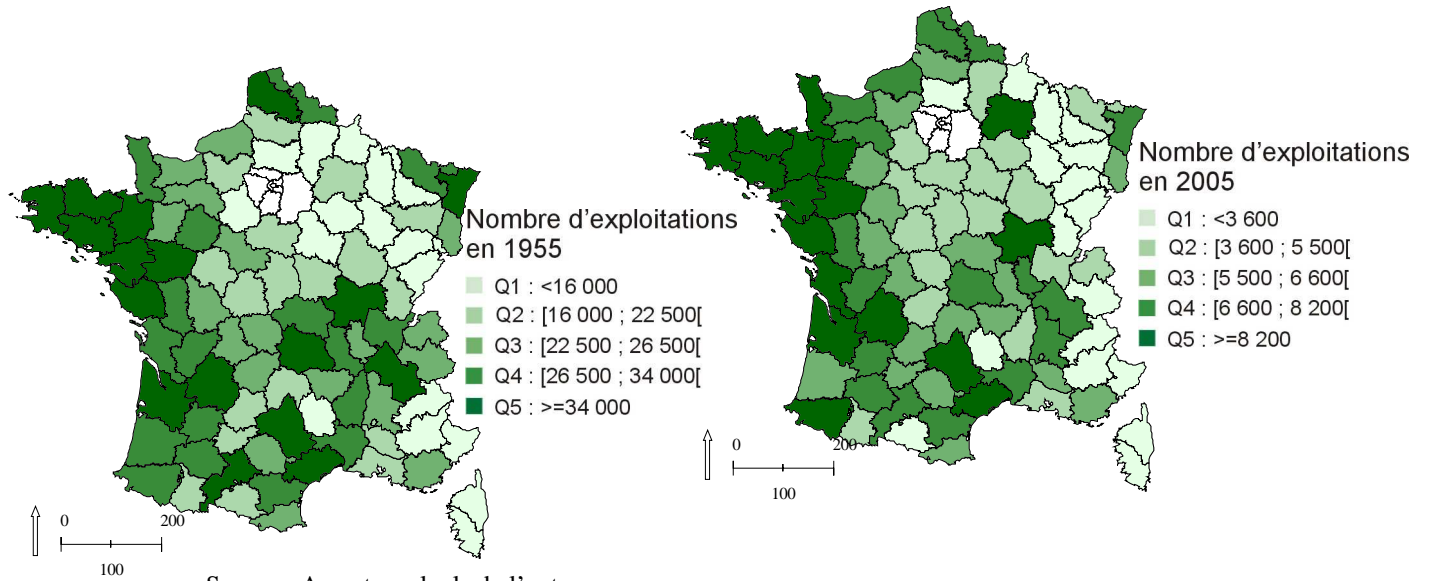 Nombre d'exploitations
en 1955
Q1 : <16 000
Q2 : [16 000 ; 22 500[
Q3 : [22 500 ; 26 500[
Q4 : [26 500 ; 34 000[
Q5 : >=34 000
0 200
100
Nombre d'exploitations
en 2005
Q1 : <3 600
Q2 : [3 600 ; 5 500[
Q3 : [5 500 ; 6 600[
Q4 : [6 600 ; 8 200[
Q5 : >=8 200
0 200
100